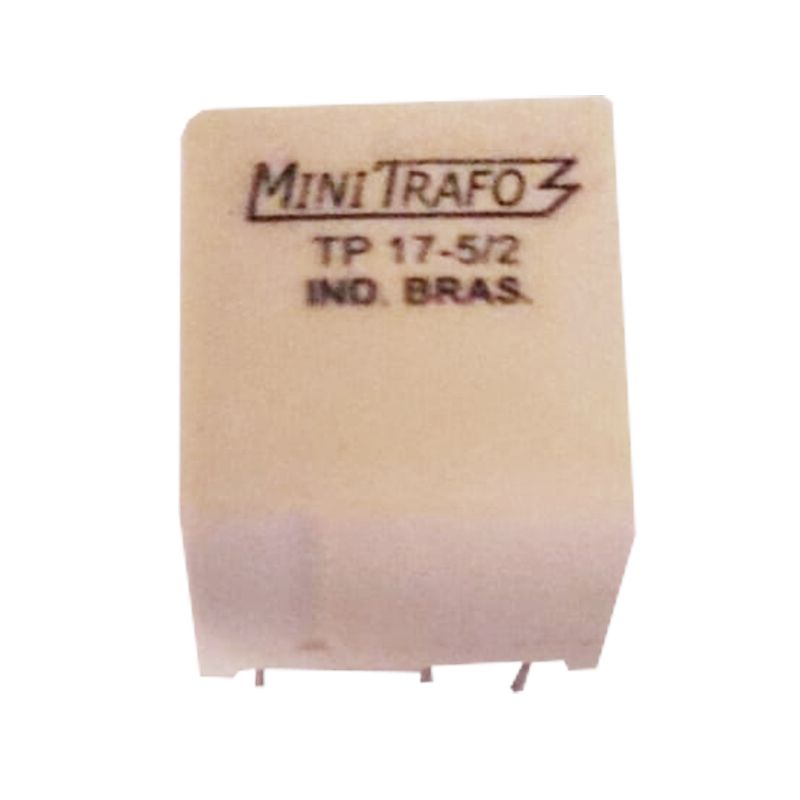 MINI TRAFO
TP 17-5/2
IND. BRAS.